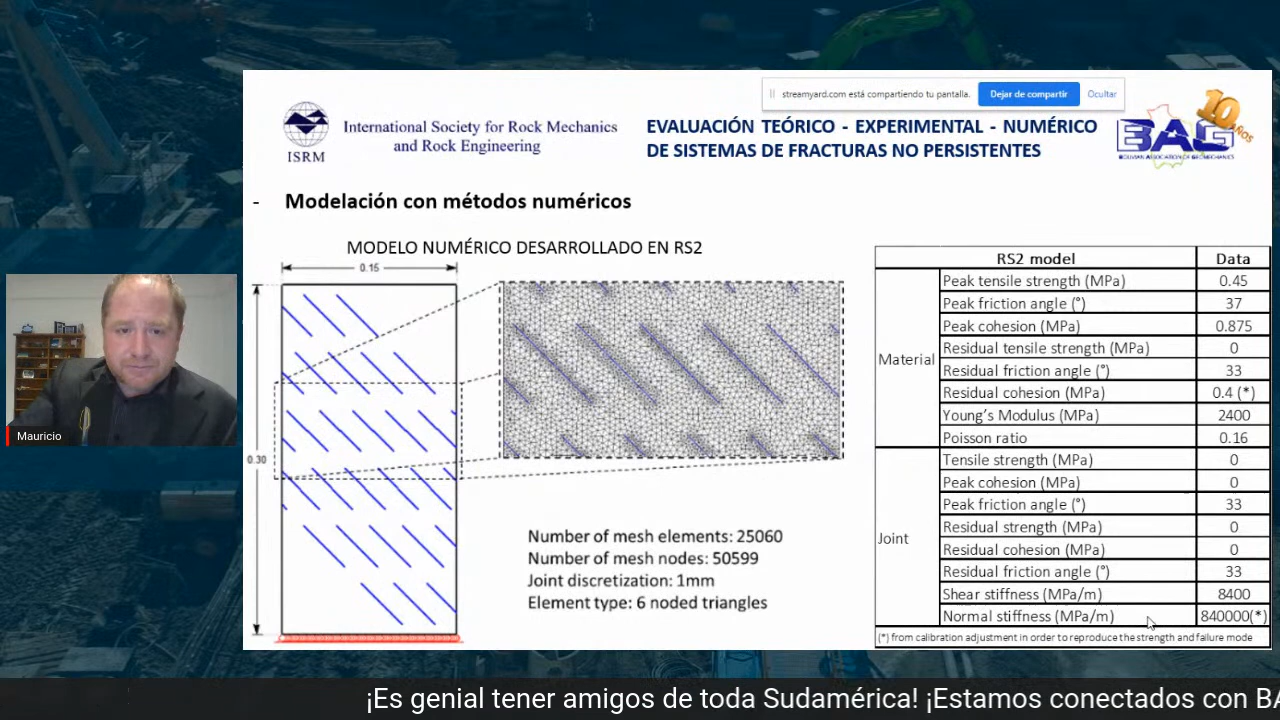 streamyard.com está compartiendo tu pantalla.
Dejar de compartir
Ocultar
ISRM
International Society for Rock Mechanics
and Rock Engineering
EVALUACIÓN TEÓRICO - EXPERIMENTAL - NUMÉRICO
DE SISTEMAS DE FRACTURAS NO PERSISTENTES
10 AÑOS
BAG
BOLIVIAN ASSOCIATION OF GEOMECHANICS
- Modelación con métodos numéricos
MODELO NUMÉRICO DESARROLLADO EN RS2
0.15
0.30
Number of mesh elements: 25060
Number of mesh nodes: 50599
Joint discretization: 1mm
Element type: 6 noded triangles
RS2 model Data
Material
Peak tensile strength (MPa) 0.45
Peak friction angle (°) 37
Peak cohesion (MPa) 0.875
Residual tensile strength (MPa) 0
Residual friction angle (°) 33
Residual cohesion (MPa) 0.4 (*)
Young's Modulus (MPa) 2400
Poisson ratio 0.16
Joint
Tensile strength (MPa) 0
Peak cohesion (MPa) 0
Peak friction angle (°) 33
Residual strength (MPa) 0
Residual cohesion (MPa) 0
Residual friction angle (°) 33
Shear stiffness (MPa/m) 8400
Normal stiffness (MPa/m) 840000(*)
(*) from calibration adjustment in order to reproduce the strength and failure mode
Mauricio
¡Es genial tener amigos de toda Sudamérica! ¡Estamos conectados con BA